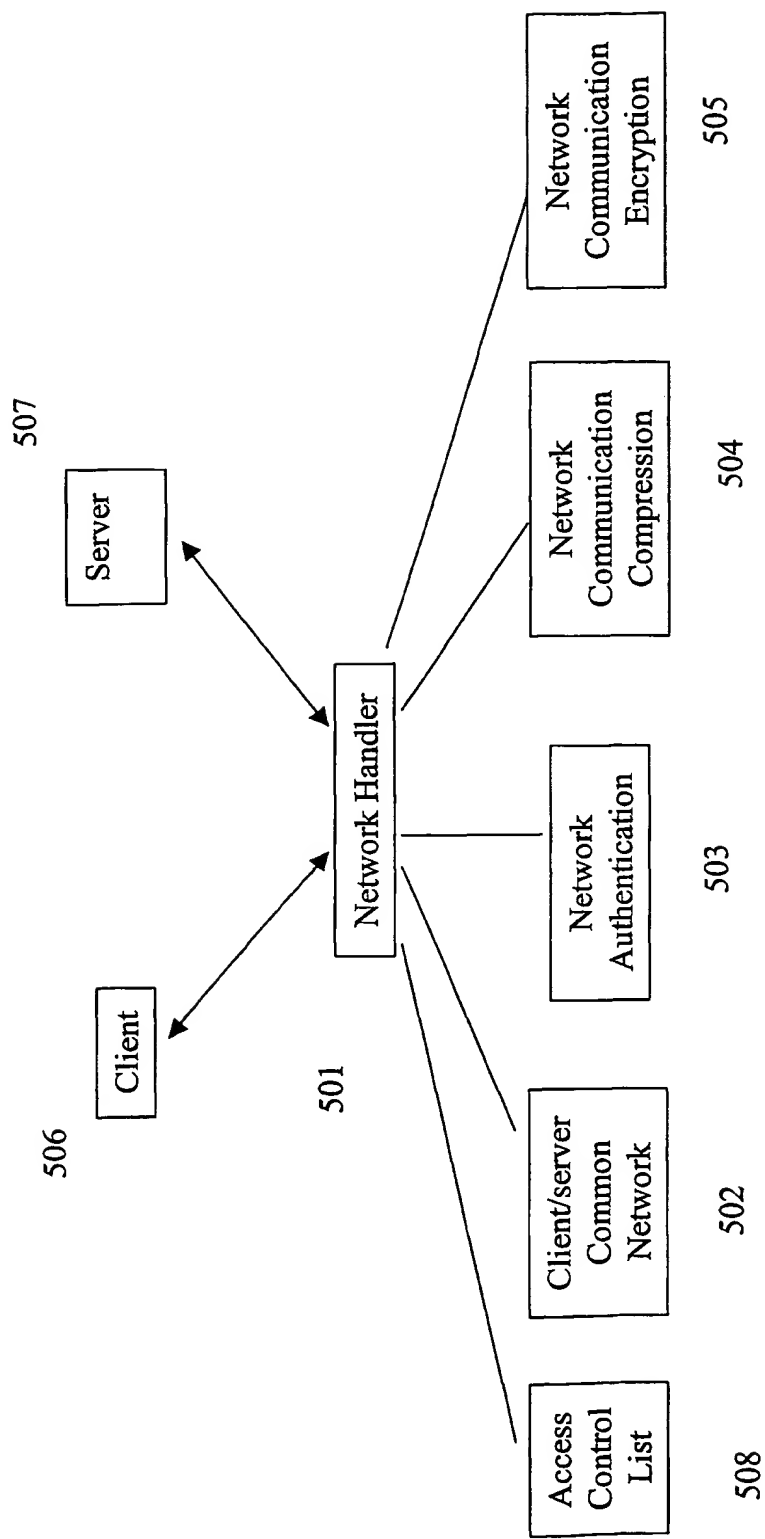 506
Client
507
Server
501
Network Handler
Access
Control
List
508
Client/server
Common
Network
502
Network
Authentication
503
Network
Communication
Compression
504
Network
Communication
Encryption
505